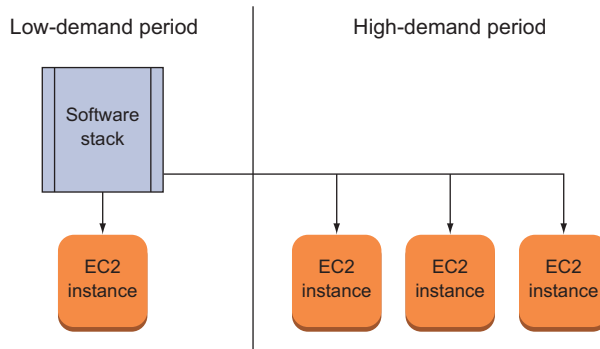 Low-demand period
High-demand period
Software
stack
EC2
instance
EC2
instance
EC2
instance
EC2
instance